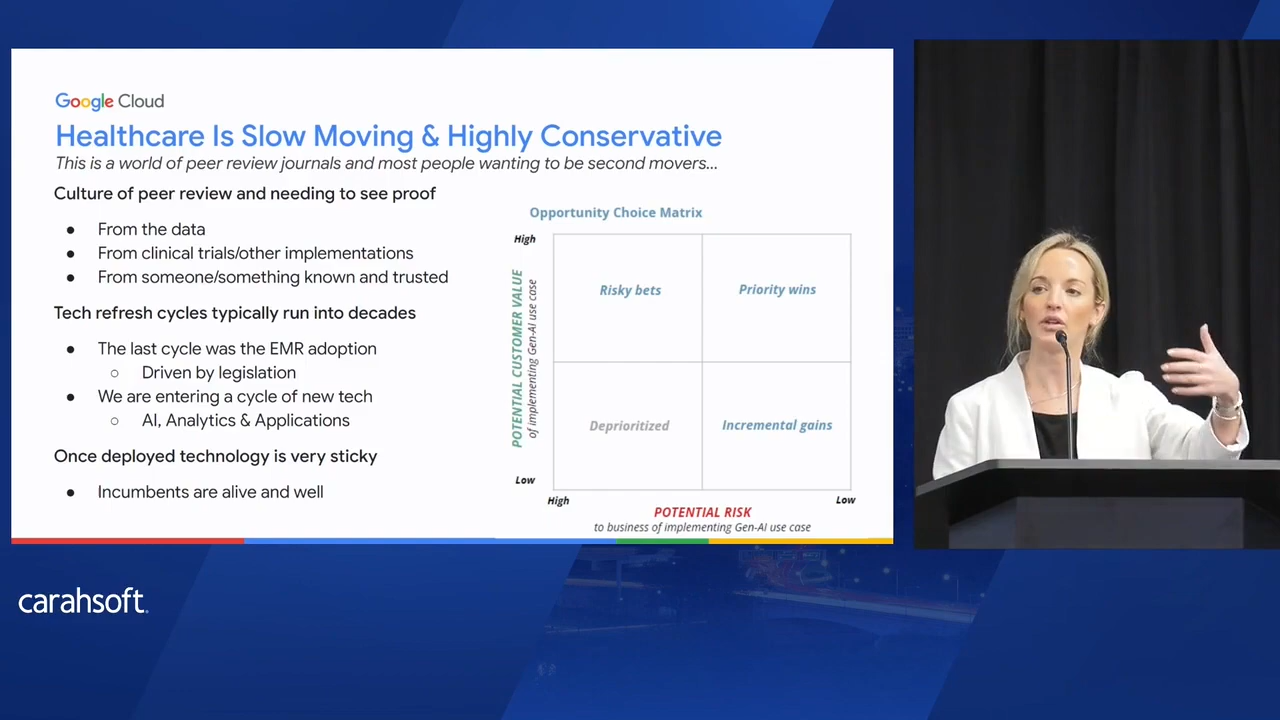 Google Cloud
Healthcare Is Slow Moving & Highly Conservative
This is a world of peer review journals and most people wanting to be second movers...
Culture of peer review and needing to see proof
● From the data
● From clinical trials/other implementations
● From someone/something known and trusted
Tech refresh cycles typically run into decades
● The last cycle was the EMR adoption
○ Driven by legislation
● We are entering a cycle of new tech
○ AI, Analytics & Applications
Once deployed technology is very sticky
● Incumbents are alive and well
Opportunity Choice Matrix
High
POTENTIAL CUSTOMER VALUE
of implementing Gen-AI use case
Risky bets
Priority wins
Deprioritized
Incremental gains
Low
High
Low
POTENTIAL RISK
to business of implementing Gen-AI use case
carahsoft.